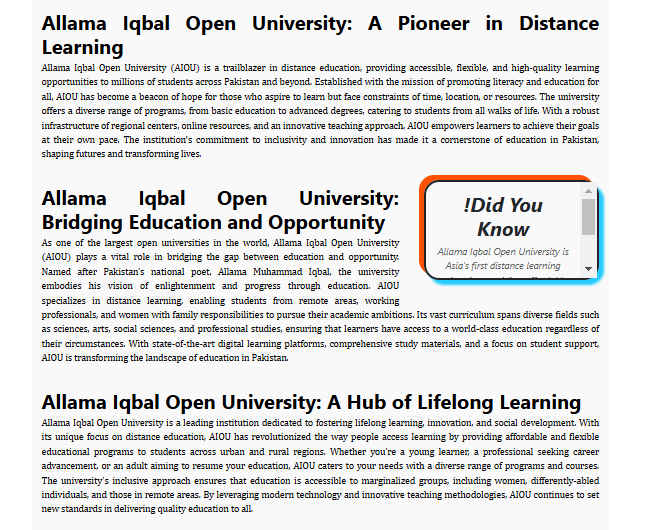 Allama Iqbal Open University: A Pioneer in Distance
Learning
Allama Iqbal Open University (AIOU) is a trailblazer in distance education, providing accessible, flexible, and high-quality learning
opportunities to millions of students across Pakistan and beyond. Established with the mission of promoting literacy and education for
all, AIOU has become a beacon of hope for those who aspire to learn but face constraints of time, location, or resources. The university
offers a diverse range of programs, from basic education to advanced degrees, catering to students from all walks of life. With a robust
infrastructure of regional centers, online resources, and an innovative teaching approach, AIOU empowers learners to achieve their goals
at their own pace. The institution's commitment to inclusivity and innovation has made it a cornerstone of education in Pakistan,
shaping futures and transforming lives.
Allama Iqbal Open University:
Bridging Education and Opportunity
As one of the largest open universities in the world, Allama Iqbal Open University
(AIOU) plays a vital role in bridging the gap between education and opportunity.
Named after Pakistan's national poet, Allama Muhammad Iqbal, the university
embodies his vision of enlightenment and progress through education. AIOU
specializes in distance learning, enabling students from remote areas, working
professionals, and women with family responsibilities to pursue their academic ambitions. Its vast curriculum spans diverse fields such
as sciences, arts, social sciences, and professional studies, ensuring that learners have access to a world-class education regardless of
their circumstances. With state-of-the-art digital learning platforms, comprehensive study materials, and a focus on student support,
AIOU is transforming the landscape of education in Pakistan.
!Did You
Know
Allama Iqbal Open University is
Asia's first distance learning
Allama Iqbal Open University: A Hub of Lifelong Learning
Allama Iqbal Open University is a leading institution dedicated to fostering lifelong learning, innovation, and social development. With
its unique focus on distance education, AIOU has revolutionized the way people access learning by providing affordable and flexible
educational programs to students across urban and rural regions. Whether you're a young learner, a professional seeking career
advancement, or an adult aiming to resume your education, AIOU caters to your needs with a diverse range of programs and courses.
The university's inclusive approach ensures that education is accessible to marginalized groups, including women, differently-abled
individuals, and those in remote areas. By leveraging modern technology and innovative teaching methodologies, AIOU continues to set
new standards in delivering quality education to all.